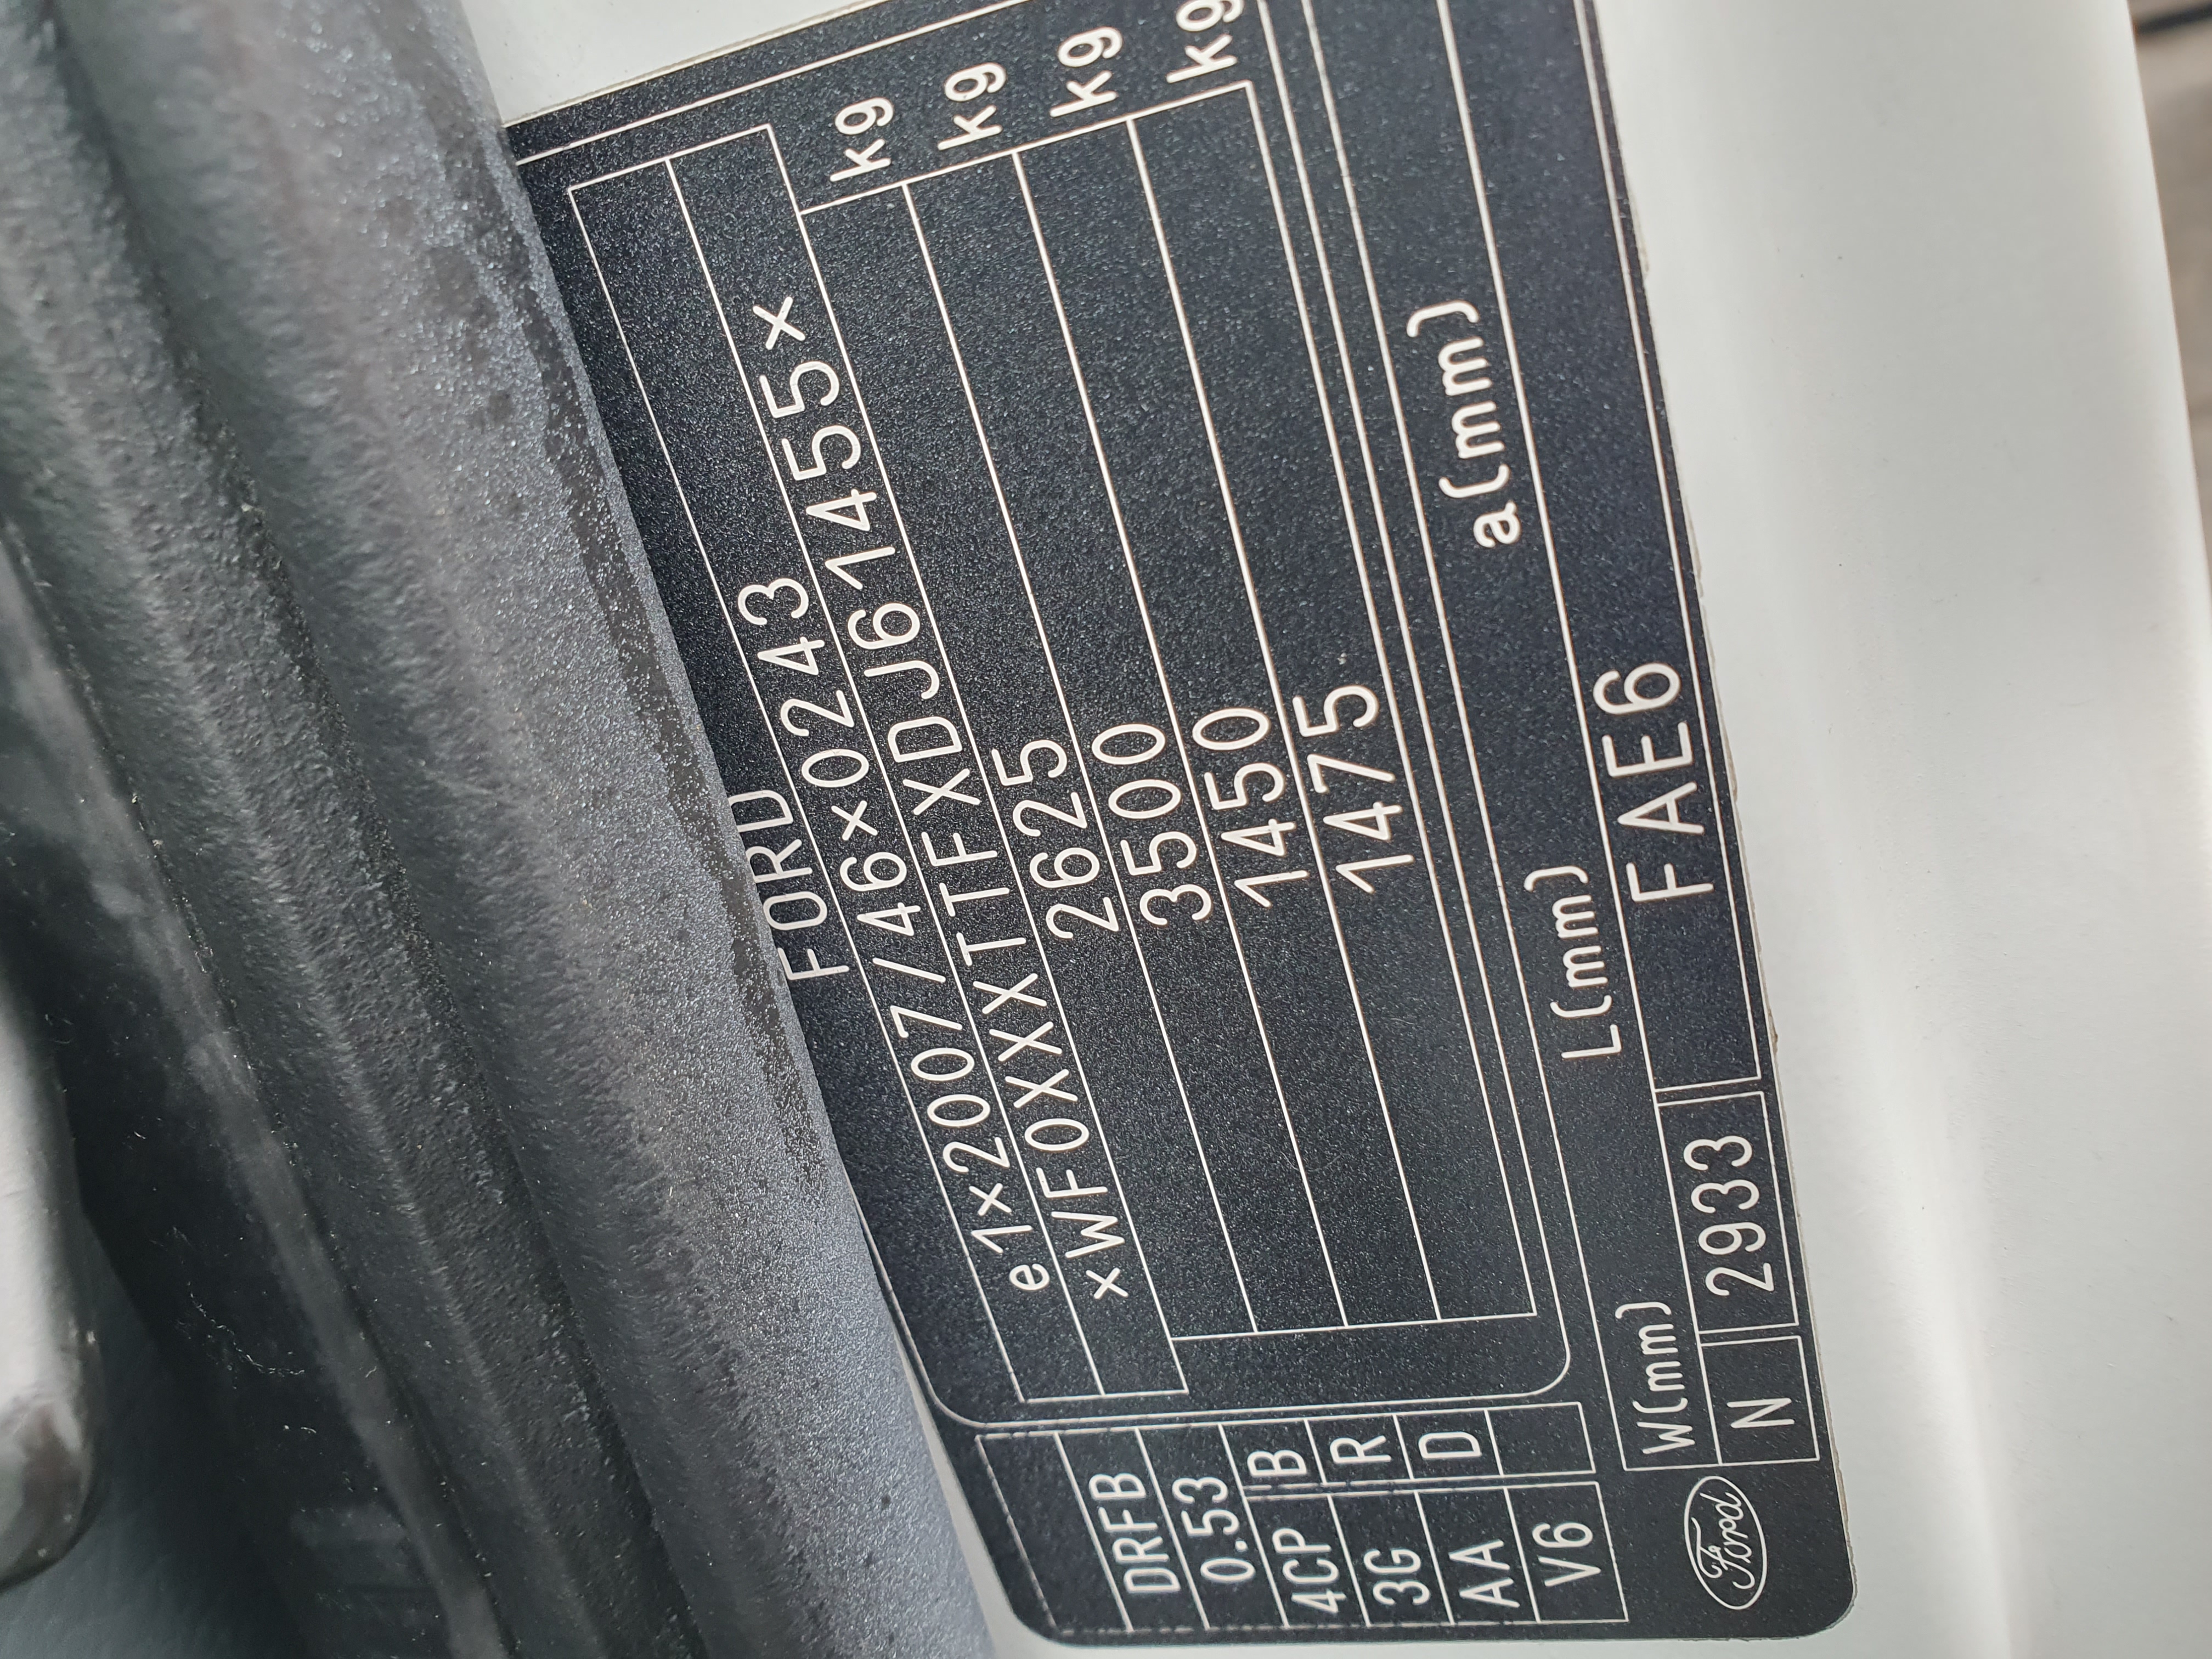 FORD
e1×2007/46×0243
×WF0XXXTTFXDJ61455×
2625 kg
3500 kg
1450 kg
1475 kg
DRFB
0.53
4CP B
3G R
AA D
V6
W(mm) L(mm) a(mm)
Ford N 2933 FAE6